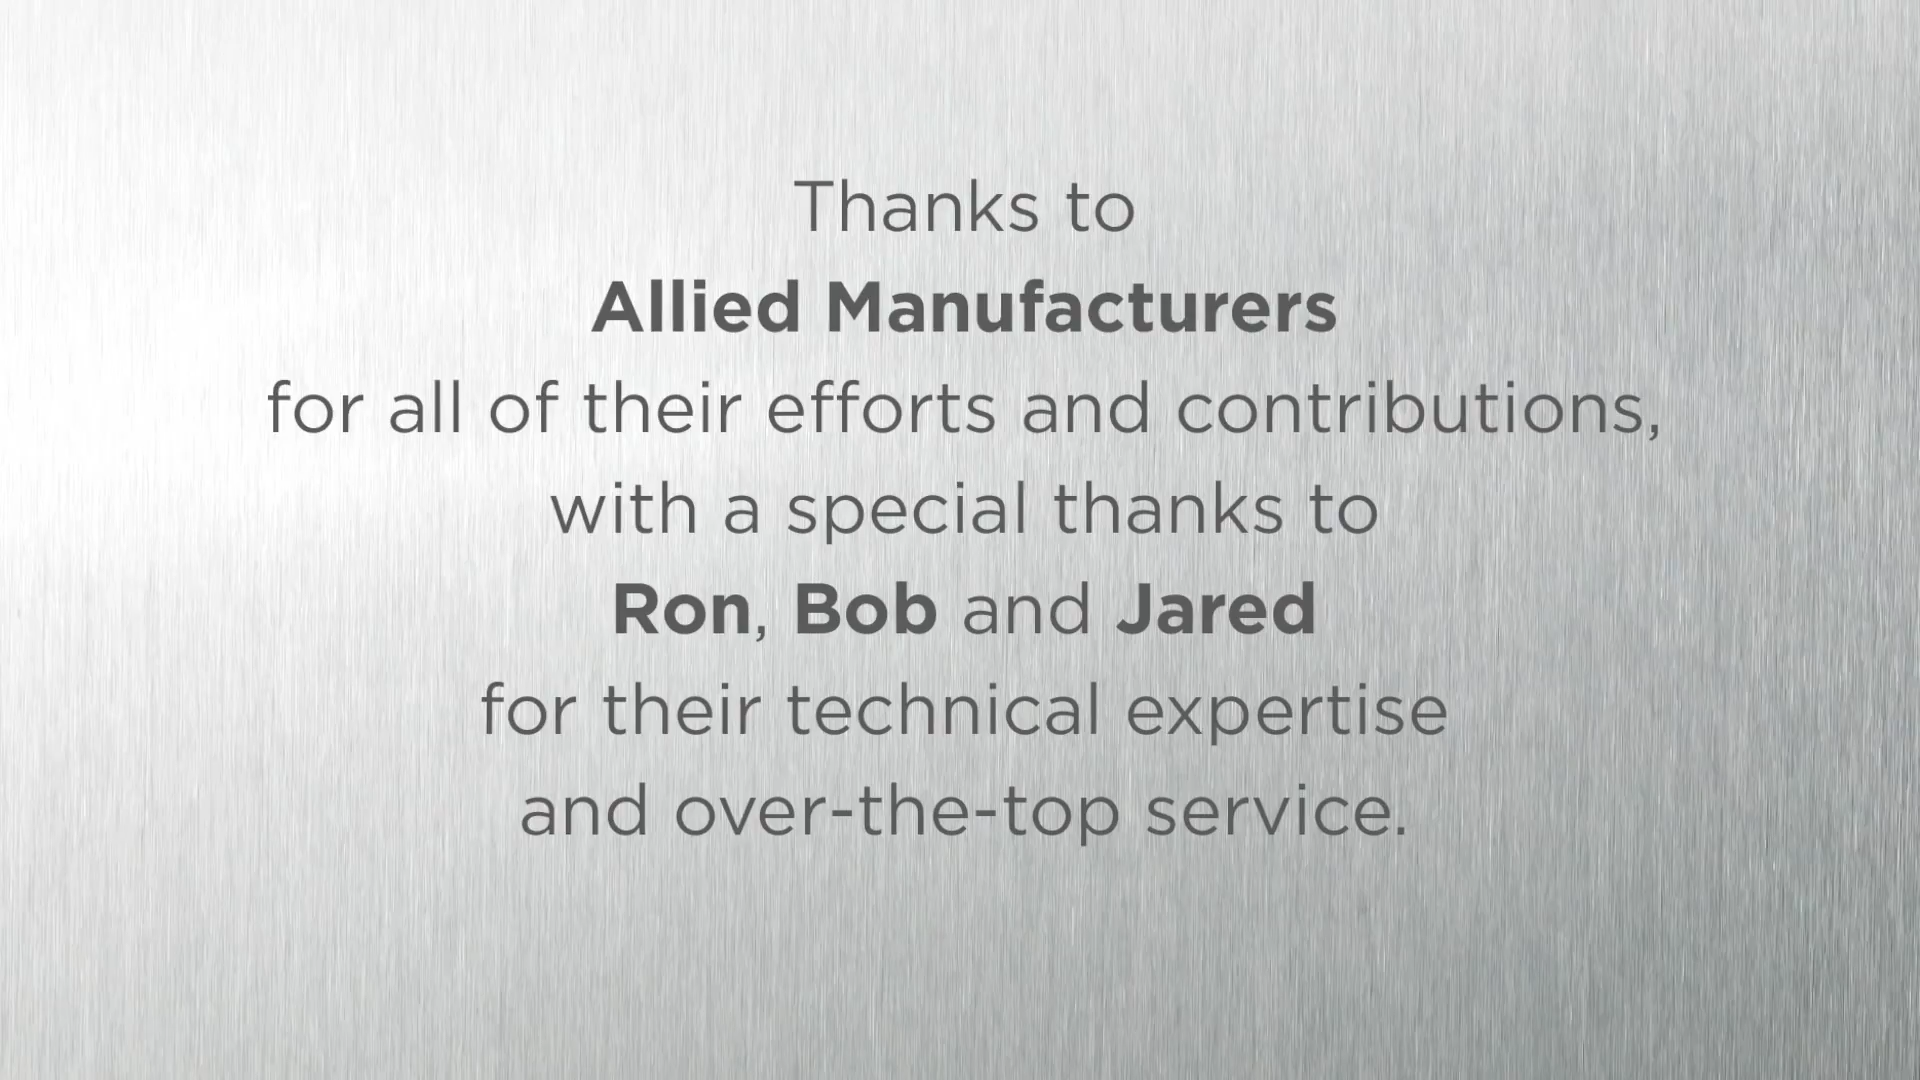 Thanks to
Allied Manufacturers
for all of their efforts and contributions,
with a special thanks to
Ron, Bob and Jared
for their technical expertise
and over-the-top service.